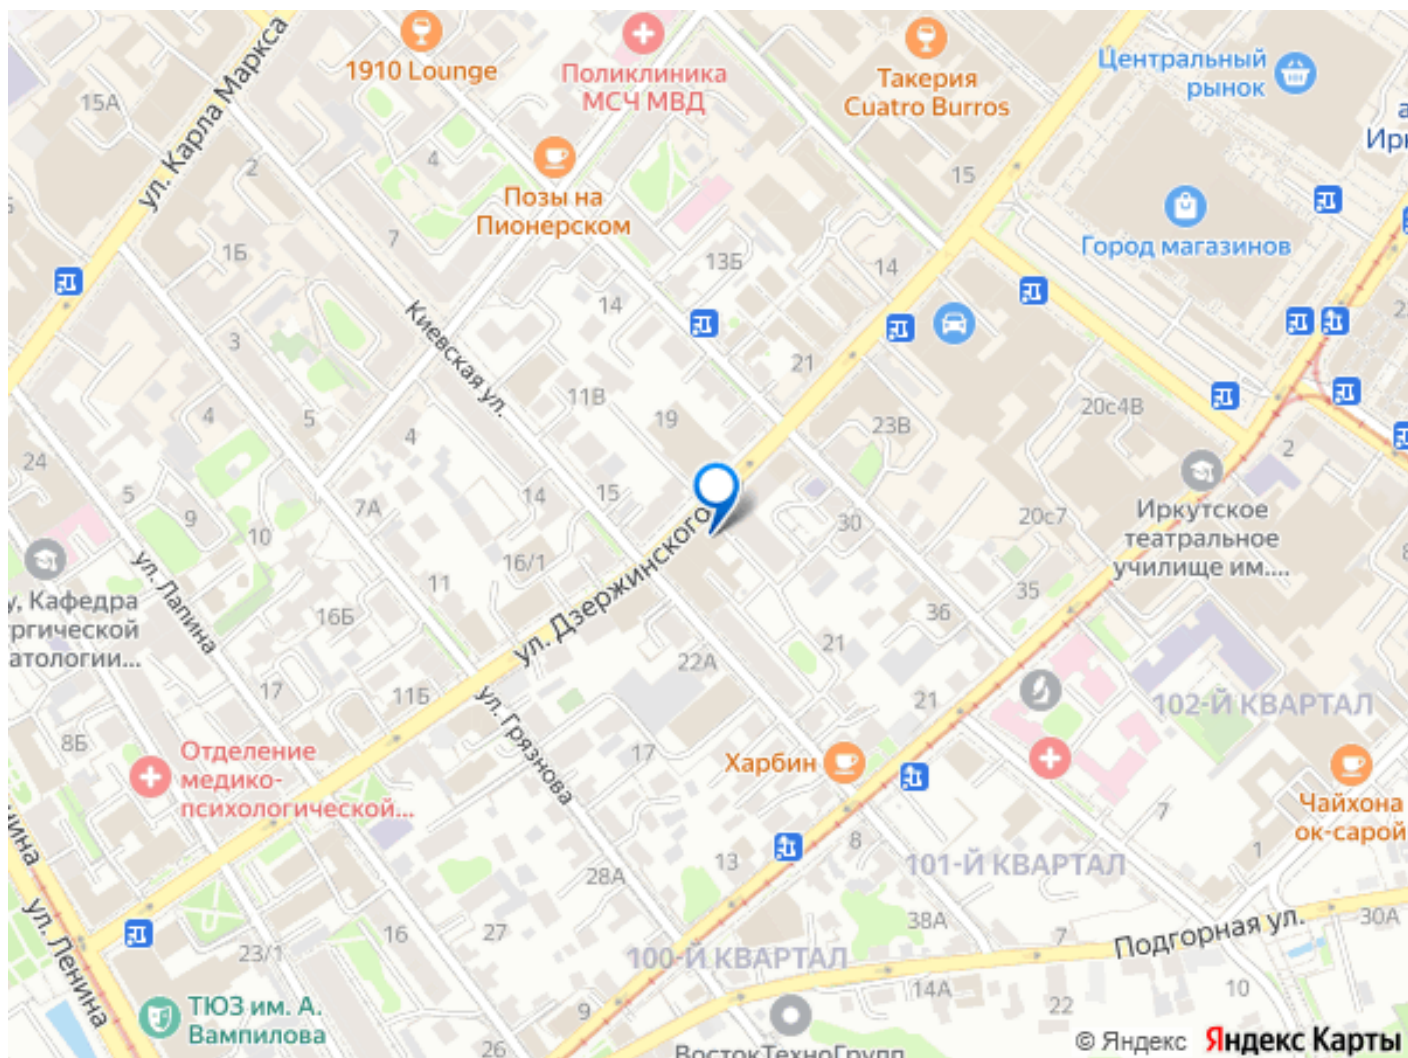 1910 Lounge
Поликлиника
МСЧ МВД
Такерия
Cuatro Burros
Центральный
рынок
15А
ул. Карла Маркса
2
4
Позы на
Пионерском
15
Город магазинов
7
1Б
13Б
14
14
Киевская ул.
3
21
11В
4
5
4
19
23В
20с4В
2
24
5
9
10
7А
14
15
30
20с7
Иркутское
театральное
училище им....
ул. Дзержинского
16/1
11
35
36
ул. Лапина
у, Кафедра
ргической
атологии...
16Б
21
22А
17
11Б
21
102-Й КВАРТАЛ
ул. Грязнова
8Б
Отделение
медико-
психологической...
17
Харбин
Чайхона
ок-сарой
7
8
1
13
101-Й КВАРТАЛ
28А
38А
30А
ул. Ленина
16
27
7
Подгорная ул.
23/1
100-Й КВАРТАЛ
14А
22
10
9
ТЮЗ им. А.
Вампилова
26
ВостокТехноГрупп
© Яндекс Яндекс Карты